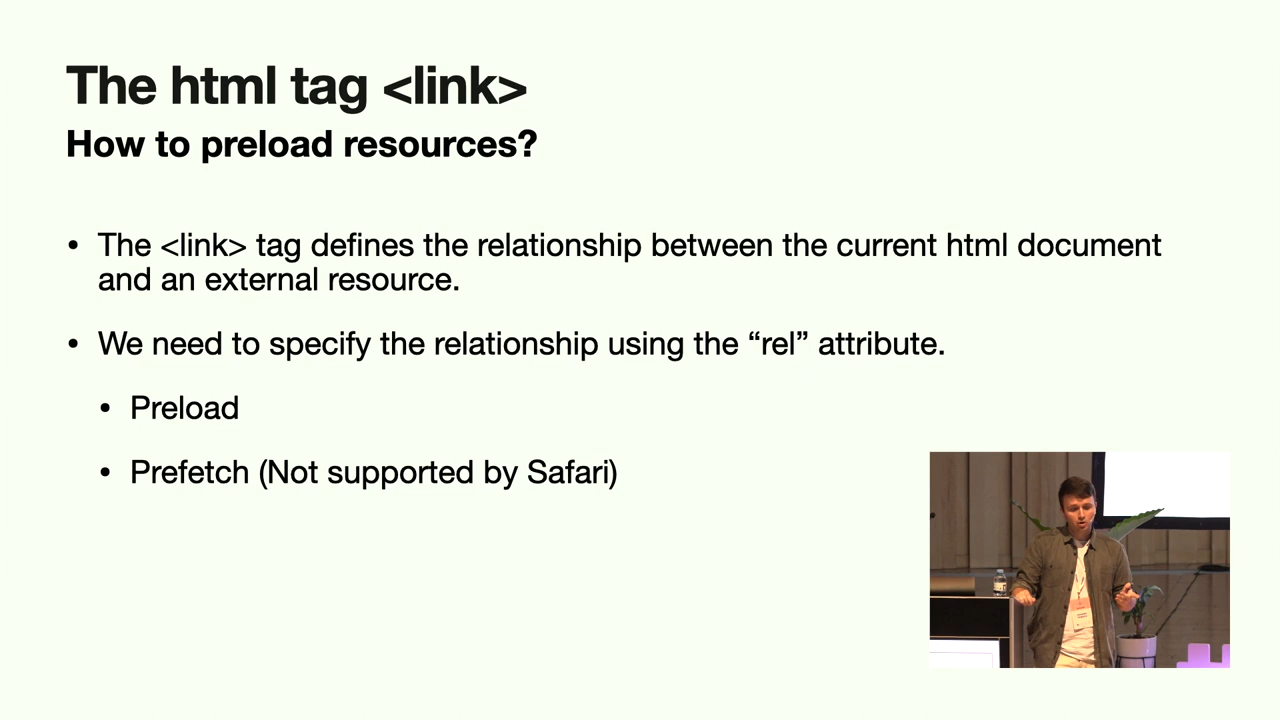 The html tag <link>
How to preload resources?
• The <link> tag defines the relationship between the current html document
and an external resource.
• We need to specify the relationship using the “rel” attribute.
• Preload
• Prefetch (Not supported by Safari)